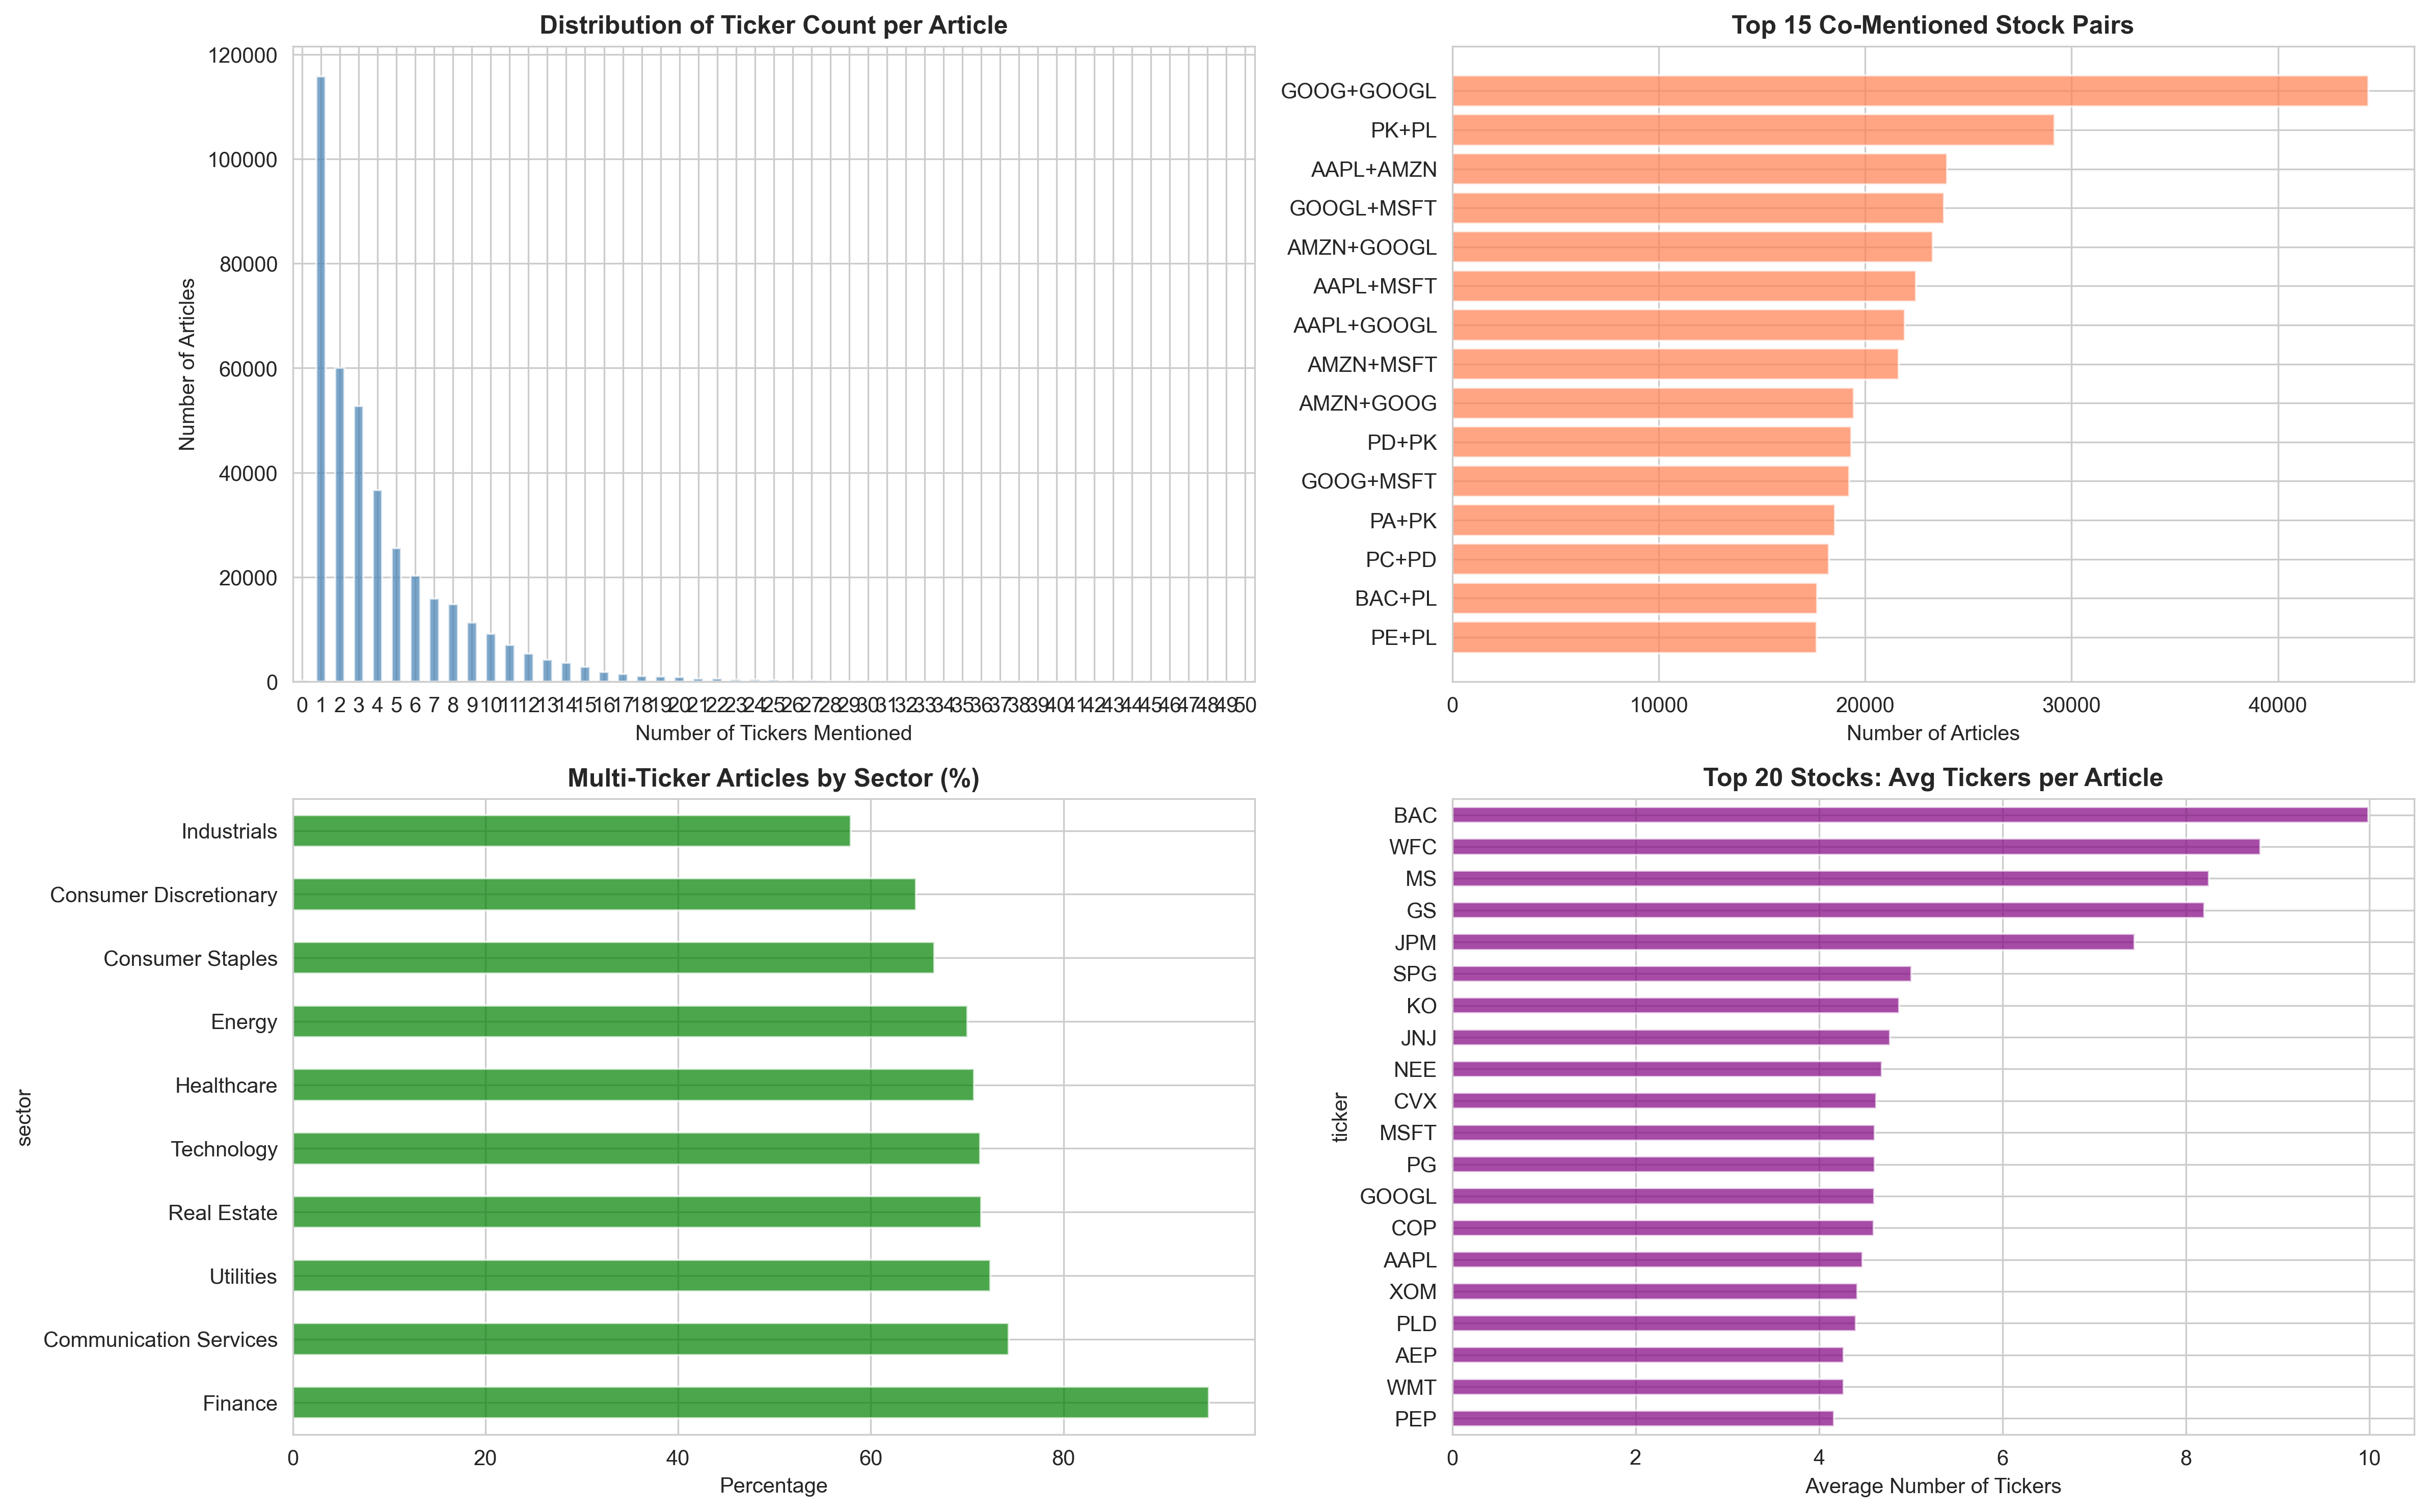 Distribution of Ticker Count per Article
120000
100000
80000
60000
40000
20000
0
Number of Articles
0 1 2 3 4 5 6 7 8 9 10 11 12 13 14 15 16 17 18 19 20 21 22 23 24 25 26 27 28 29 30 31 32 33 34 35 36 37 38 39 40 41 42 43 44 45 46 47 48 49 50
Number of Tickers Mentioned
Top 15 Co-Mentioned Stock Pairs
GOOG+GOOGL
PK+PL
AAPL+AMZN
GOOGL+MSFT
AMZN+GOOGL
AAPL+MSFT
AAPL+GOOGL
AMZN+MSFT
AMZN+GOOG
PD+PK
GOOG+MSFT
PA+PK
PC+PD
BAC+PL
PE+PL
0 10000 20000 30000 40000
Number of Articles
Multi-Ticker Articles by Sector (%)
Industrials
Consumer Discretionary
Consumer Staples
Energy
Healthcare
Technology
Real Estate
Utilities
Communication Services
Finance
sector
0 20 40 60 80
Percentage
Top 20 Stocks: Avg Tickers per Article
BAC
WFC
MS
GS
JPM
SPG
KO
JNJ
NEE
CVX
MSFT
PG
GOOGL
COP
AAPL
XOM
PLD
AEP
WMT
PEP
ticker
0 2 4 6 8 10
Average Number of Tickers